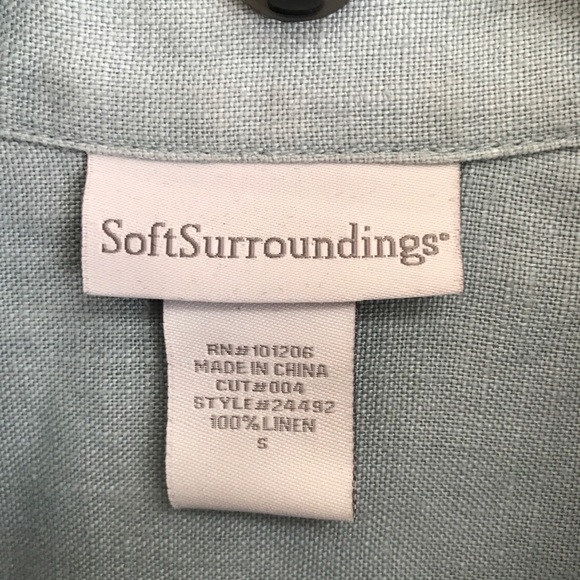 SoftSurroundings®
RN#101206
MADE IN CHINA
CUT#004
STYLE#24492
100% LINEN
S